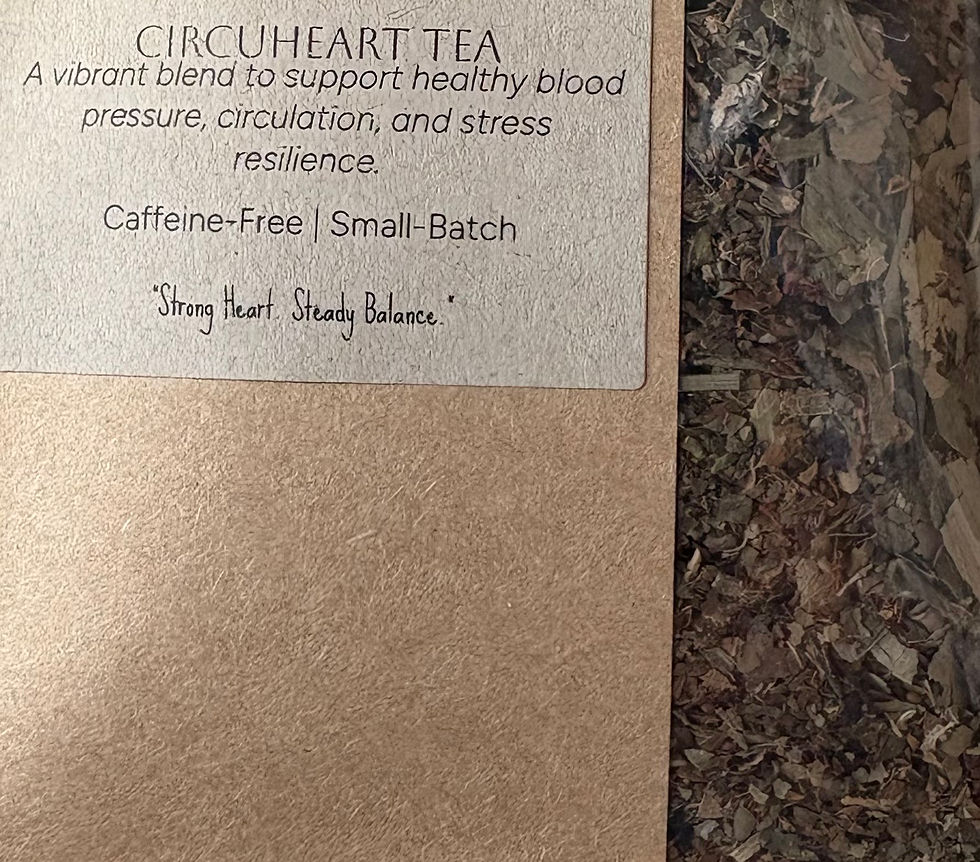 CIRCUHEART TEA
A vibrant blend to support healthy blood
pressure, circulation, and stress
resilience.
Caffeine-Free | Small-Batch
"Strong Heart. Steady Balance."